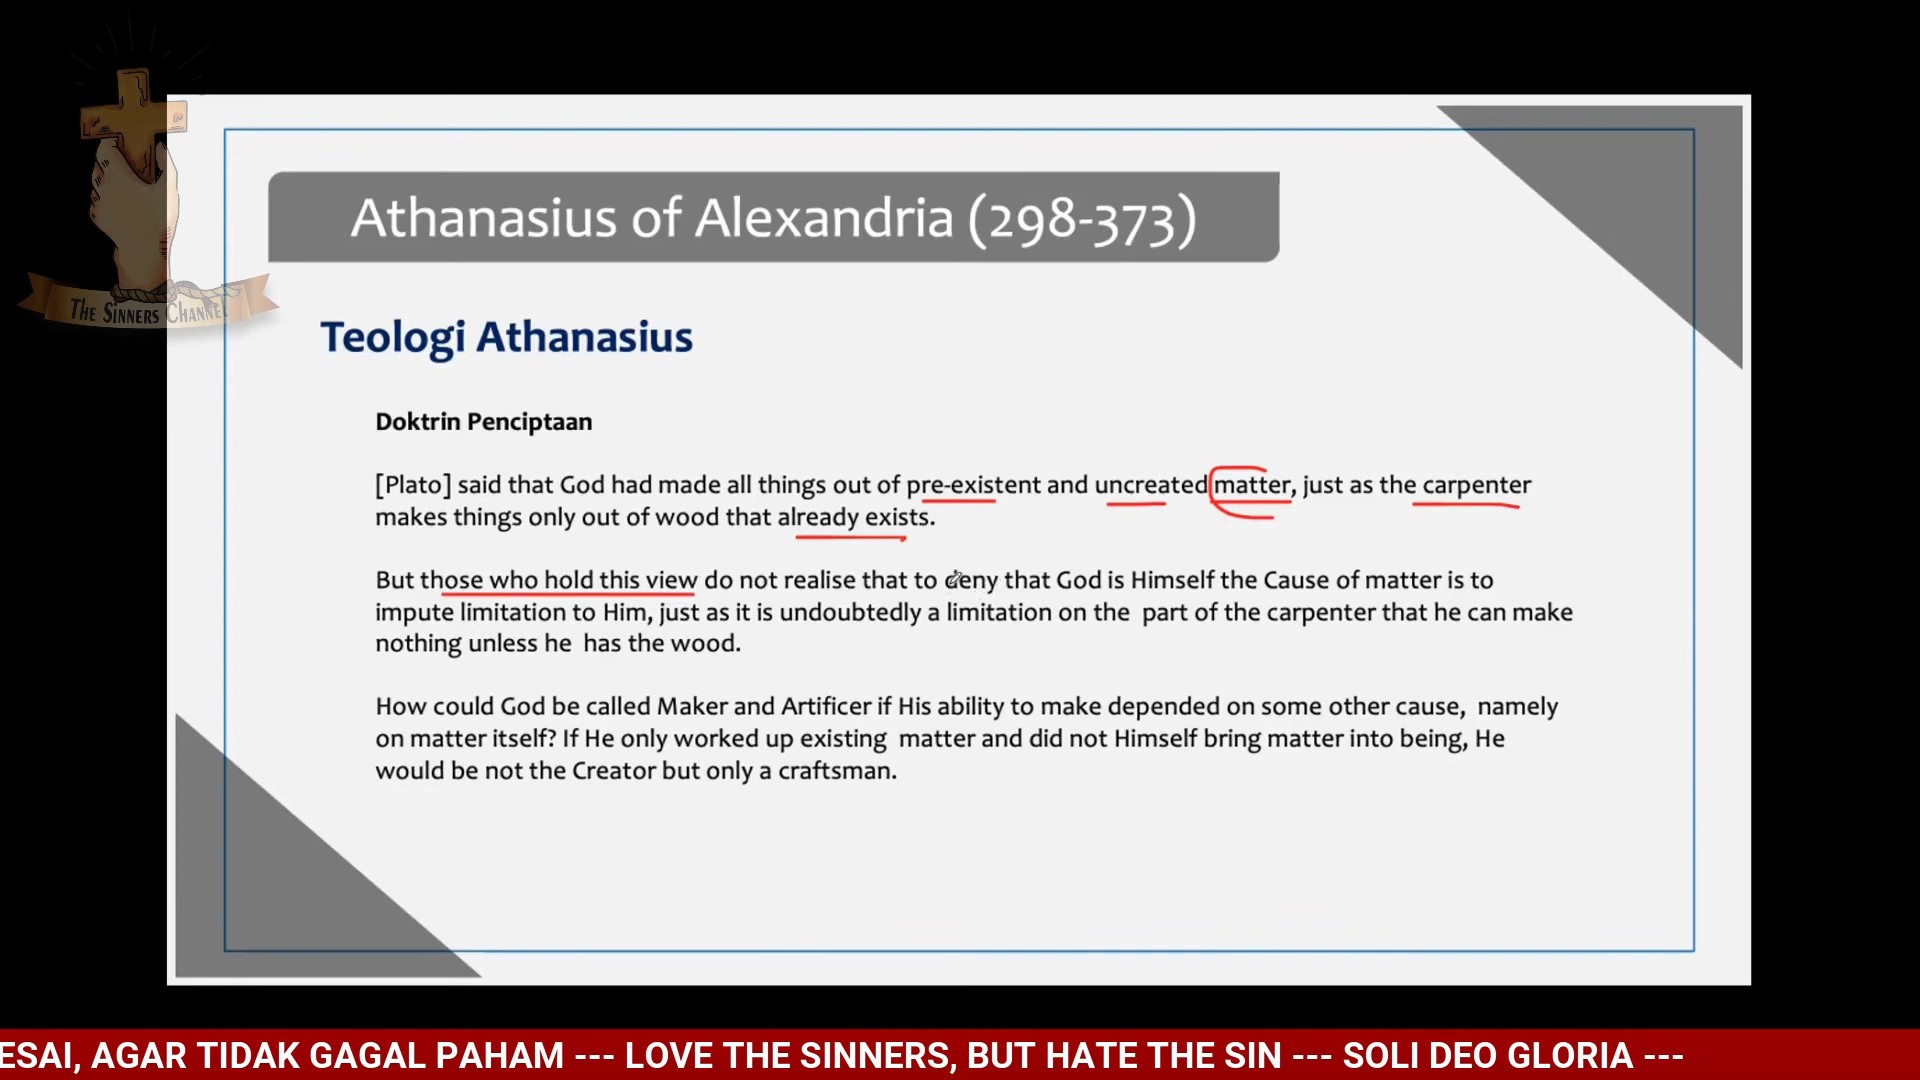 THE SINNERS CHANNEL
Athanasius of Alexandria (298-373)
Teologi Athanasius
Doktrin Penciptaan
[Plato] said that God had made all things out of pre-existent and uncreated matter, just as the carpenter
makes things only out of wood that already exists.
But those who hold this view do not realise that to deny that God is Himself the Cause of matter is to
impute limitation to Him, just as it is undoubtedly a limitation on the part of the carpenter that he can make
nothing unless he has the wood.
How could God be called Maker and Artificer if His ability to make depended on some other cause, namely
on matter itself? If He only worked up existing matter and did not Himself bring matter into being, He
would be not the Creator but only a craftsman.
ESAI, AGAR TIDAK GAGAL PAHAM --- LOVE THE SINNERS, BUT HATE THE SIN --- SOLI DEO GLORIA ---